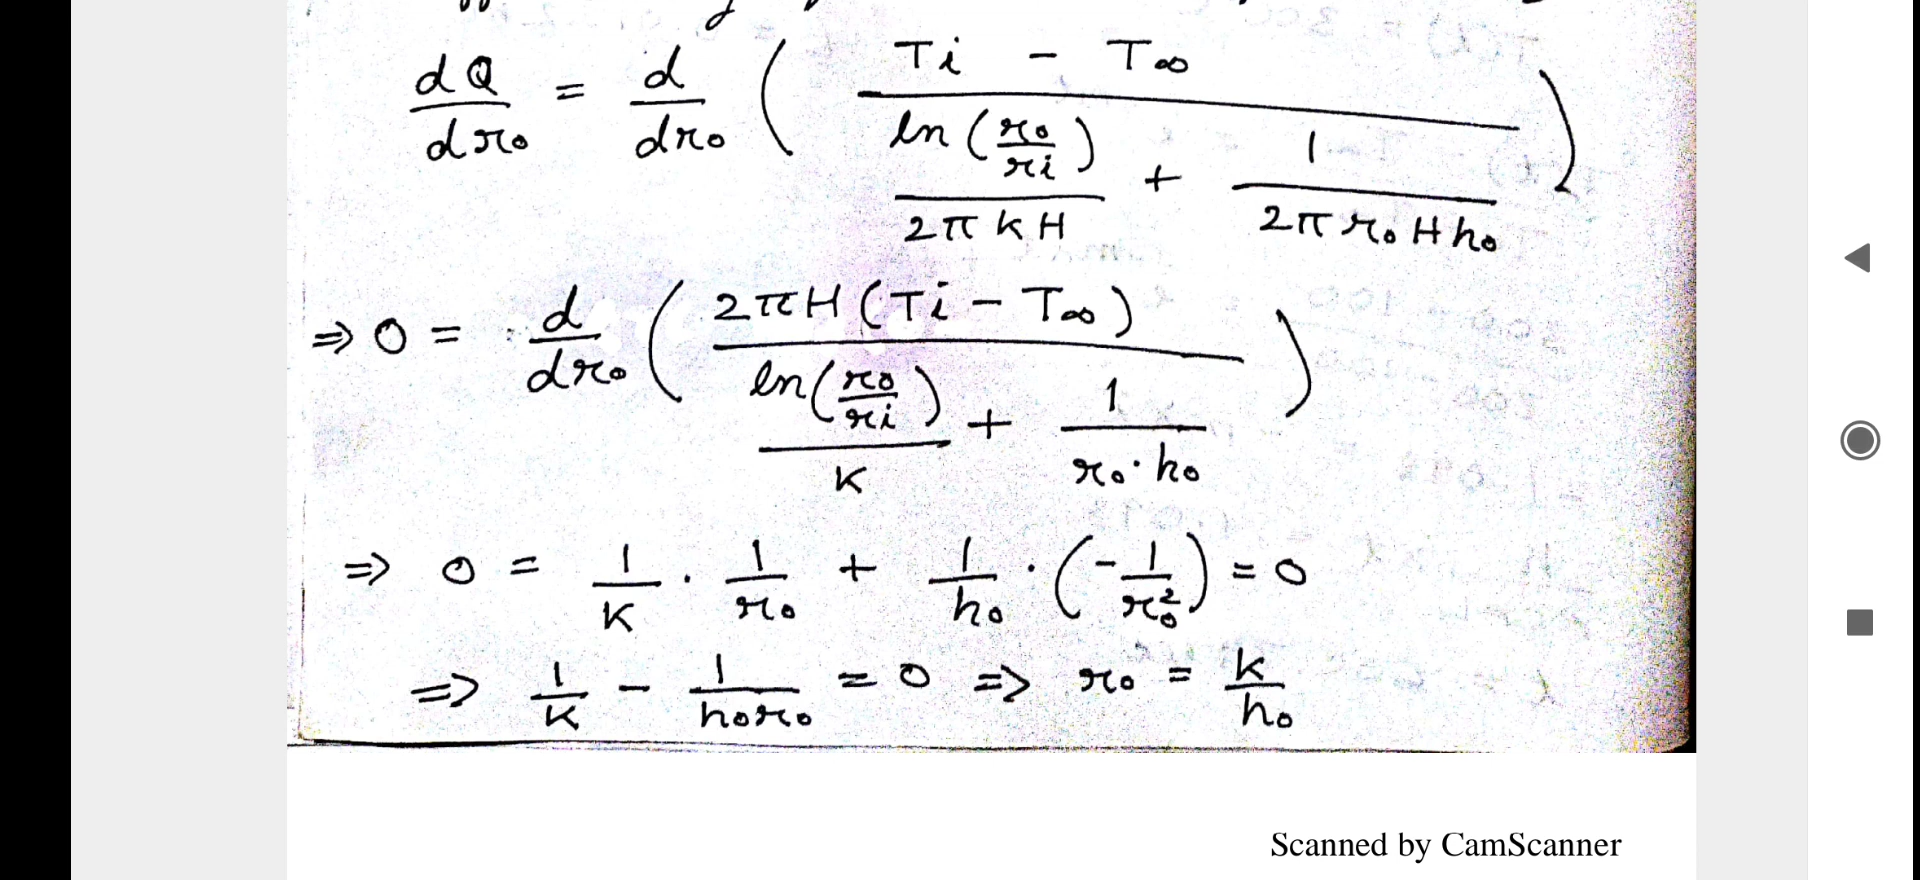 dQ/dr₀ = d/dr₀ ( (Ti - T∞) / ( ln(r₀/ri)/(2πkH) + 1/(2πr₀Hh₀) ) )
⇒ 0 = d/dr₀ ( 2πH(Ti - T∞) / ( ln(r₀/ri)/K + 1/(r₀·h₀) ) )
⇒ 0 = 1/K · 1/r₀ + 1/h₀ · (-1/r₀²) = 0
⇒ 1/K - 1/(h₀r₀) = 0 ⇒ r₀ = k/h₀
Scanned by CamScanner